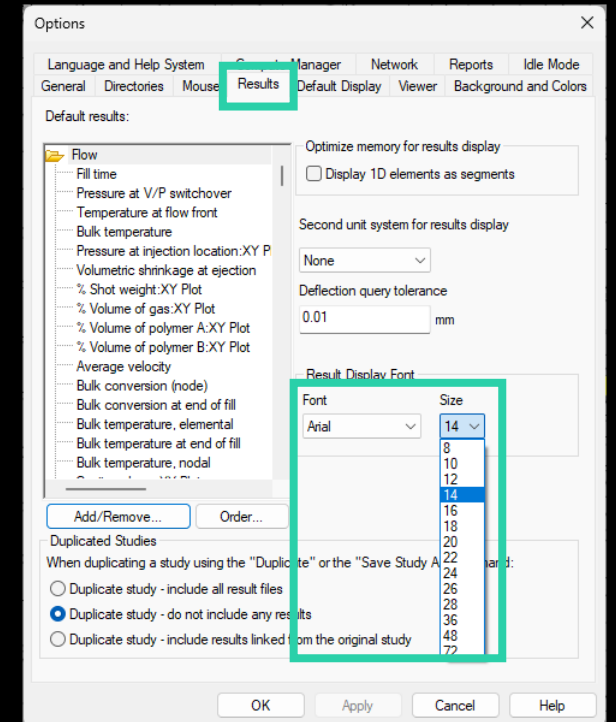 Options
Language and Help System Manager Network Reports Idle Mode
General Directories Mouse Results Default Display Viewer Background and Colors
Default results:
Flow
Fill time
Pressure at V/P switchover
Temperature at flow front
Bulk temperature
Pressure at injection location:XY P
Volumetric shrinkage at ejection
% Shot weight:XY Plot
% Volume of gas:XY Plot
% Volume of polymer A:XY Plot
% Volume of polymer B:XY Plot
Average velocity
Bulk conversion (node)
Bulk conversion at end of fill
Bulk temperature, elemental
Bulk temperature at end of fill
Bulk temperature, nodal
Add/Remove...
Order...
Optimize memory for results display
Display 1D elements as segments
Second unit system for results display
None
Deflection query tolerance
0.01 mm
Result Display Font
Font Size
Arial 14
8
10
12
14
16
18
20
22
24
26
28
36
48
72
Duplicated Studies
When duplicating a study using the "Duplicate" or the "Save Study A
Duplicate study - include all result files
Duplicate study - do not include any results
Duplicate study - include results linked from the original study
OK Apply Cancel Help